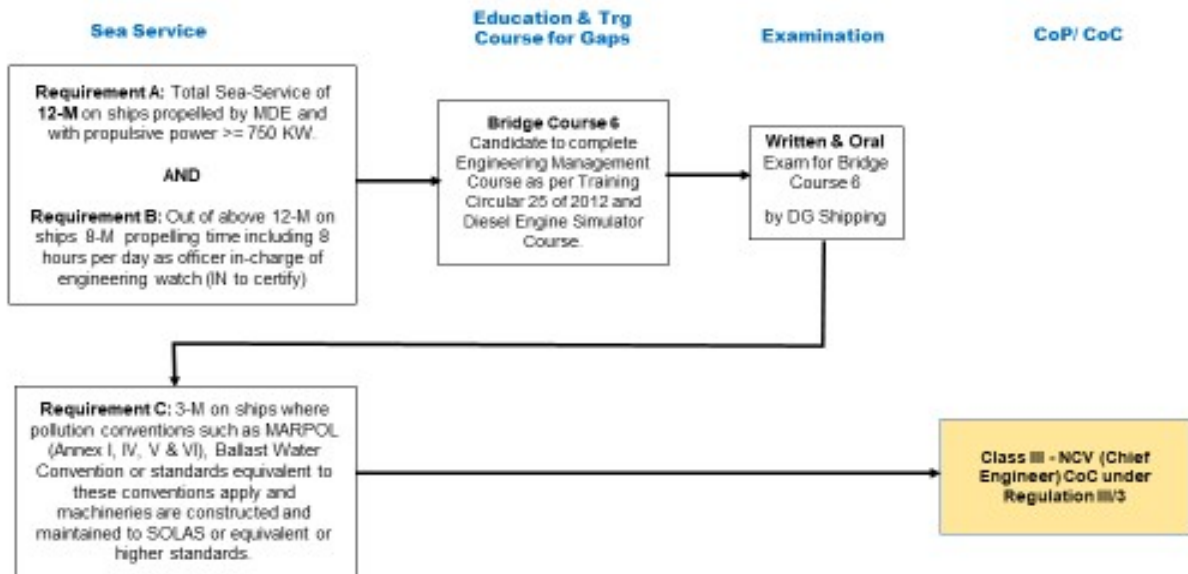 Sea Service
Education & Trg
Course for Gaps
Examination
CoP/ CoC
Requirement A: Total Sea-Service of
12-M on ships propelled by MDE and
with propulsive power >= 750 KW.
AND
Requirement B: Out of above 12-M on
ships 8-M propelling time including 8
hours per day as officer in-charge of
engineering watch (IN to certify)
Bridge Course 6
Candidate to complete
Engineering Management
Course as per Training
Circular 25 of 2012 and
Diesel Engine Simulator
Course.
Written & Oral
Exam for Bridge
Course 6
by DG Shipping
Requirement C: 3-M on ships where
pollution conventions such as MARPOL
(Annex I, IV, V & VI), Ballast Water
Convention or standards equivalent to
these conventions apply and
machineries are constructed and
maintained to SOLAS or equivalent or
higher standards.
Class III - NCV (Chief
Engineer) CoC under
Regulation III/3